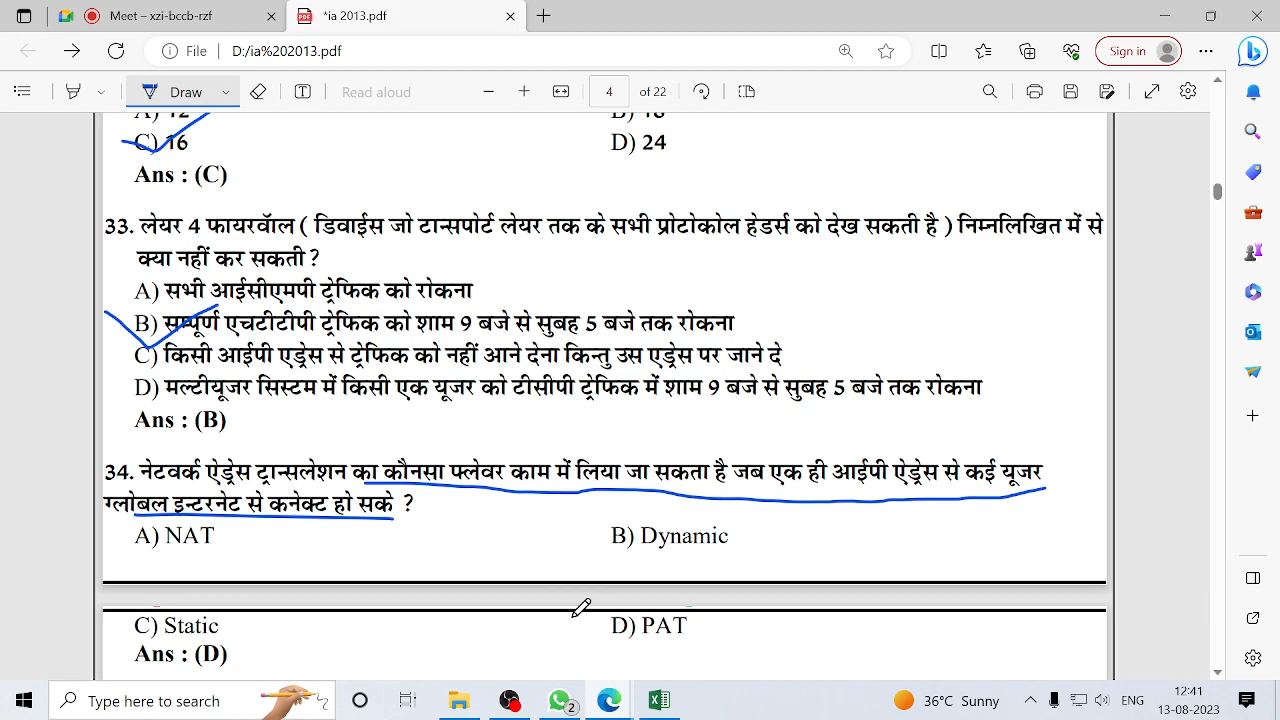 Meet – xzi-bccb-rzf
*ia 2013.pdf
File D:/ia%202013.pdf
Sign in
Draw
Read aloud
4 of 22
A) 12 B) 18
C) 16 D) 24
Ans : (C)
33. लेयर 4 फायरवॉल ( डिवाईस जो टान्सपोर्ट लेयर तक के सभी प्रोटोकोल हेडर्स को देख सकती है ) निम्नलिखित में से
क्या नहीं कर सकती ?
A) सभी आईसीएमपी ट्रेफिक को रोकना
B) सम्पूर्ण एचटीटीपी ट्रेफिक को शाम 9 बजे से सुबह 5 बजे तक रोकना
C) किसी आईपी एड्रेस से ट्रेफिक को नहीं आने देना किन्तु उस एड्रेस पर जाने दे
D) मल्टीयूजर सिस्टम में किसी एक यूजर को टीसीपी ट्रेफिक में शाम 9 बजे से सुबह 5 बजे तक रोकना
Ans : (B)
34. नेटवर्क ऐड्रेस ट्रान्सलेशन का कौनसा फ्लेवर काम में लिया जा सकता है जब एक ही आईपी ऐड्रेस से कई यूजर
ग्लोबल इन्टरनेट से कनेक्ट हो सके ?
A) NAT B) Dynamic
C) Static D) PAT
Ans : (D)
Type here to search
2
36°C Sunny
ENG
12:41
13-08-2023